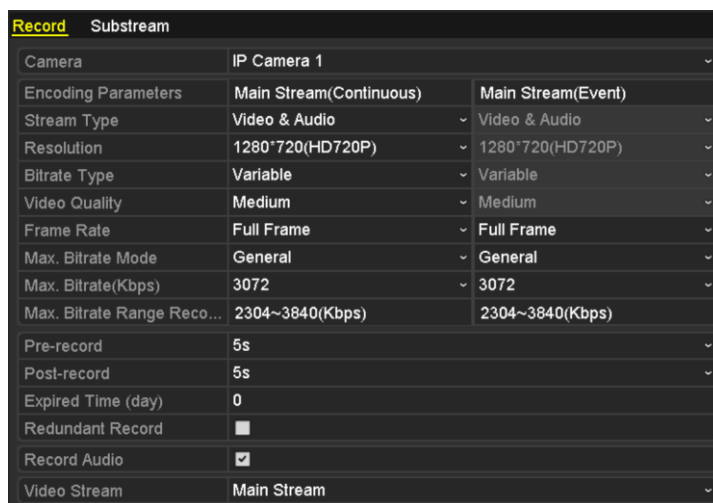 Record Substream
Camera IP Camera 1
Encoding Parameters Main Stream(Continuous) Main Stream(Event)
Stream Type Video & Audio Video & Audio
Resolution 1280*720(HD720P) 1280*720(HD720P)
Bitrate Type Variable Variable
Video Quality Medium Medium
Frame Rate Full Frame Full Frame
Max. Bitrate Mode General General
Max. Bitrate(Kbps) 3072 3072
Max. Bitrate Range Reco... 2304~3840(Kbps) 2304~3840(Kbps)
Pre-record 5s
Post-record 5s
Expired Time (day) 0
Redundant Record
Record Audio
Video Stream Main Stream